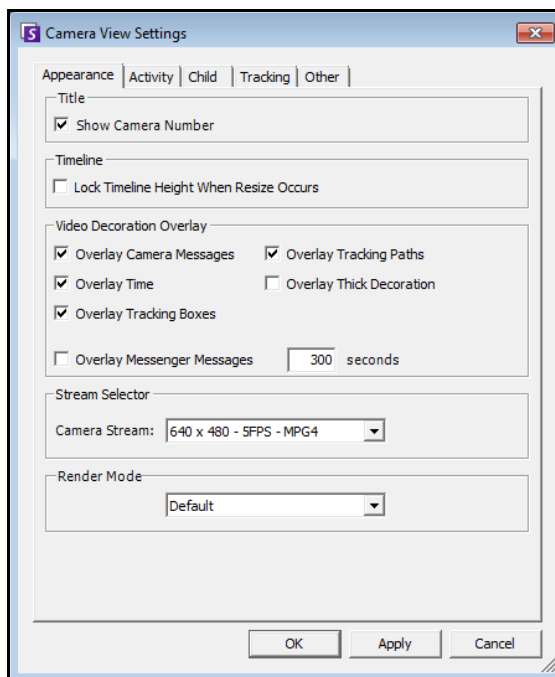 S Camera View Settings
Appearance Activity Child Tracking Other
Title
Show Camera Number
Timeline
Lock Timeline Height When Resize Occurs
Video Decoration Overlay
Overlay Camera Messages Overlay Tracking Paths
Overlay Time Overlay Thick Decoration
Overlay Tracking Boxes
Overlay Messenger Messages 300 seconds
Stream Selector
Camera Stream: 640 x 480 - 5FPS - MPG4
Render Mode
Default
OK Apply Cancel